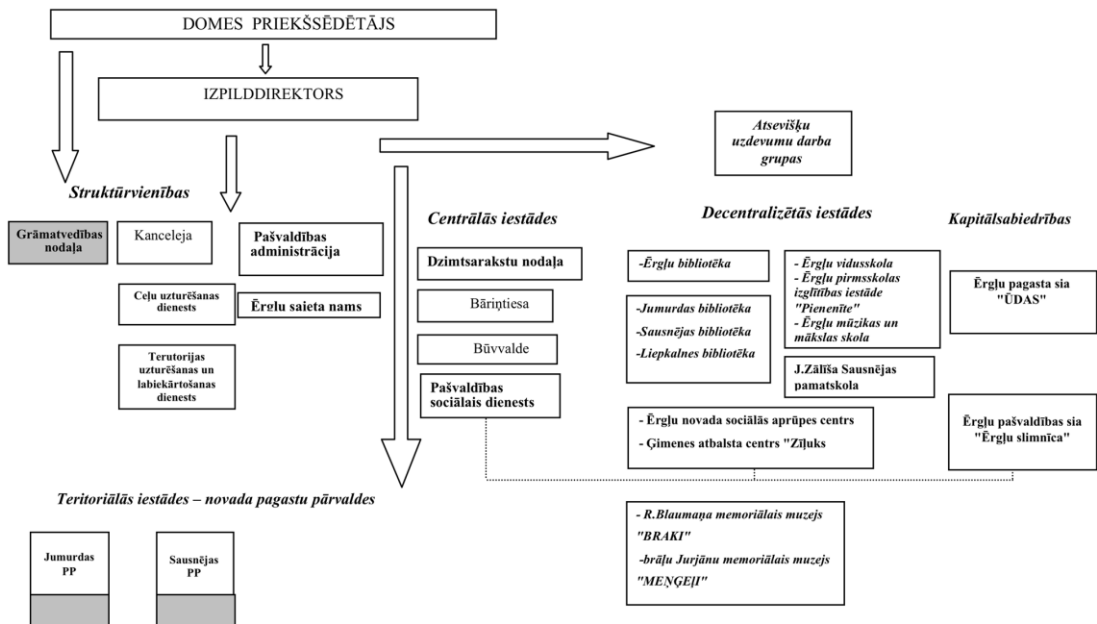 DOMES PRIEKŠSĒDĒTĀJS
IZPILDDIREKTORS
Atsevišķu
uzdevumu darba
grupas
Struktūrvienības
Grāmatvedības
nodaļa
Kanceleja
Pašvaldības
administrācija
Ceļu uzturēšanas
dienests
Ērgļu saieta nams
Terutorijas
uzturēšanas un
labiekārtošanas
dienests
Centrālās iestādes
Dzimtsarakstu nodaļa
Bāriņtiesa
Būvvalde
Pašvaldības
sociālais dienests
Decentralizētās iestādes
-Ērgļu bibliotēka
-Jumurdas bibliotēka
-Sausnējas bibliotēka
-Liepkalnes bibliotēka
- Ērgļu vidusskola
- Ērgļu pirmsskolas
izglītības iestāde
"Pienenīte"
- Ērgļu mūzikas un
mākslas skola
J.Zālīša Sausnējas
pamatskola
- Ērgļu novada sociālās aprūpes centrs
- Ģimenes atbalsta centrs "Zīļuks
Kapitālsabiedrības
Ērgļu pagasta sia
"ŪDAS"
Ērgļu pašvaldības sia
"Ērgļu slimnīca"
Teritoriālās iestādes – novada pagastu pārvaldes
Jumurdas
PP
Sausnējas
PP
- R.Blaumaņa memoriālais muzejs
"BRAKI"
-brāļu Jurjānu memoriālais muzejs
"MEŅĢEĻI"